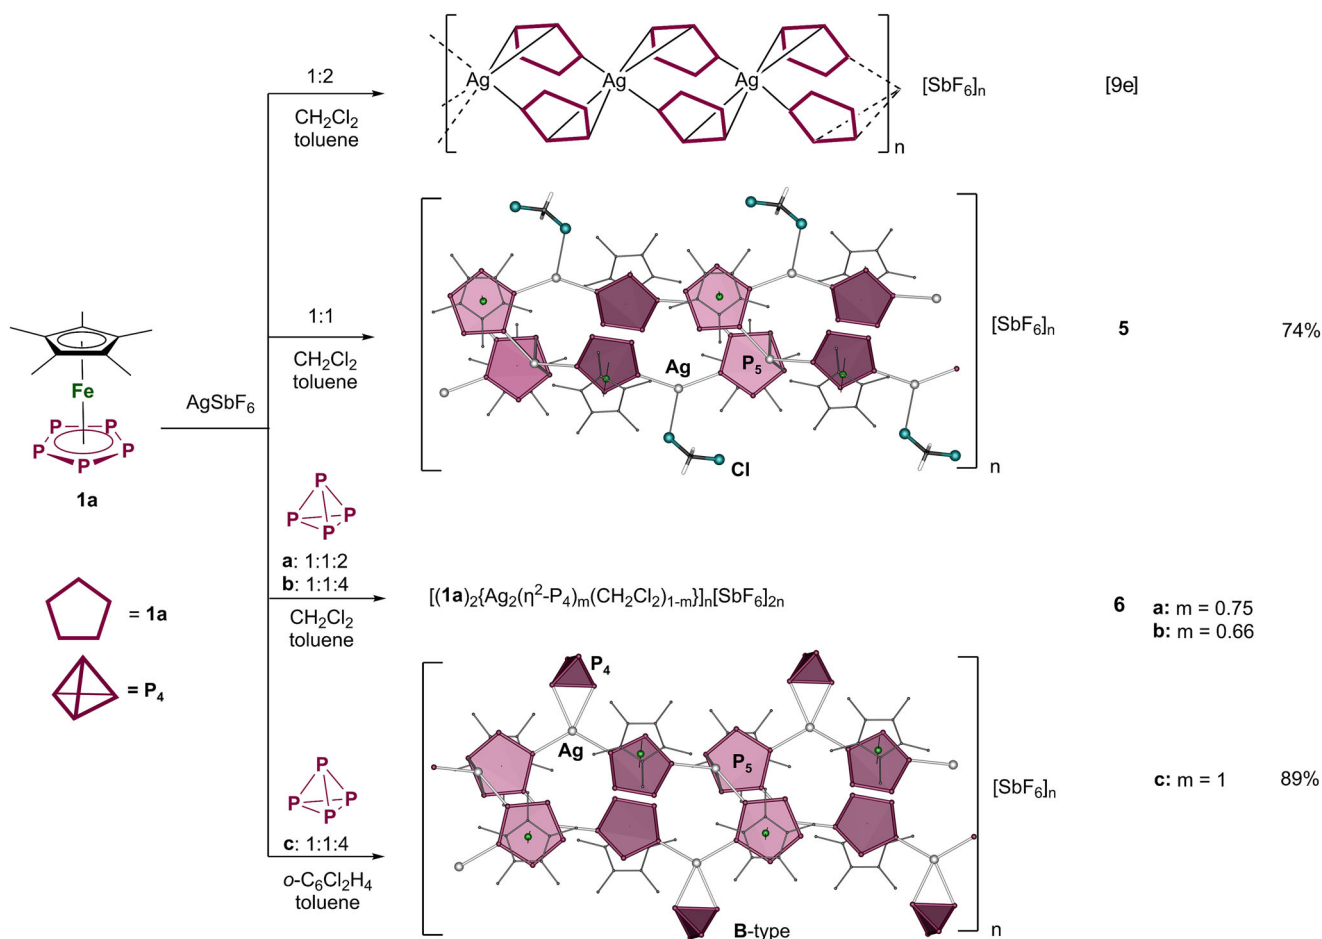 1:2
CH₂Cl₂
toluene
Ag Ag Ag
n
[SbF₆]ₙ
[9e]
1:1
CH₂Cl₂
toluene
Ag
P₅
Cl
n
[SbF₆]ₙ
5
74%
Fe
P P P P P
1a
AgSbF₆
P
P P
P
a: 1:1:2
b: 1:1:4
CH₂Cl₂
toluene
[(1a)₂{Ag₂(η²-P₄)ₘ(CH₂Cl₂)₁₋ₘ}]ₙ[SbF₆]₂ₙ
6
a: m = 0.75
b: m = 0.66
= 1a
= P₄
P
P P
P
c: 1:1:4
o-C₆Cl₂H₄
toluene
P₄
Ag
P₅
B-type
n
[SbF₆]ₙ
c: m = 1
89%